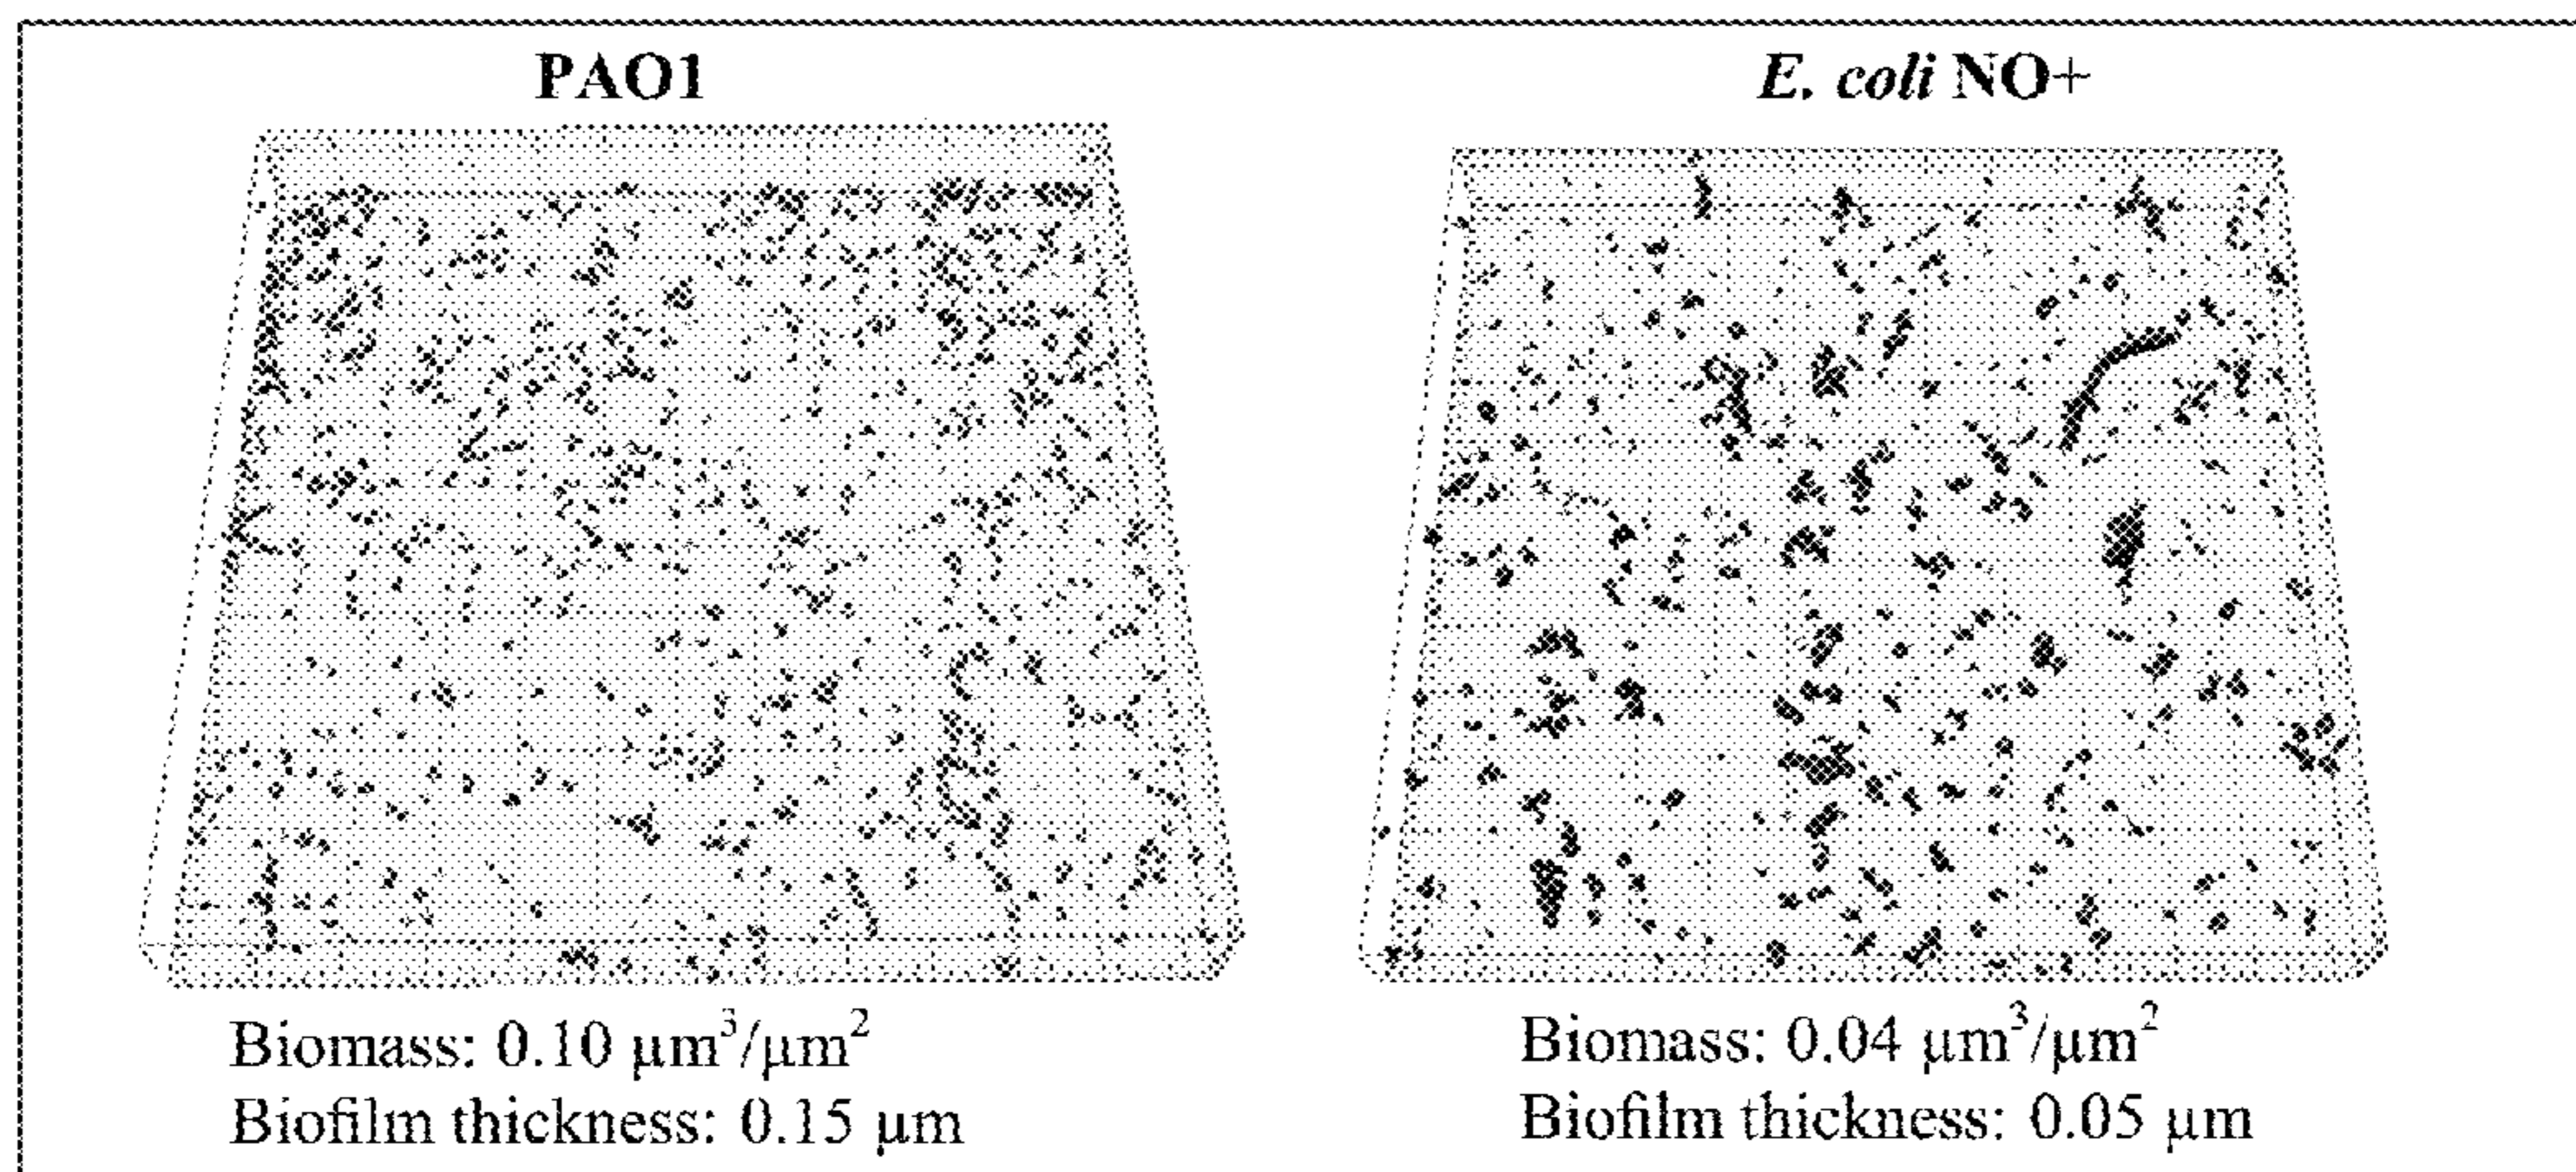 PAO1
E. coli NO+
Biomass: 0.10 μm³/μm²
Biofilm thickness: 0.15 μm
Biomass: 0.04 μm³/μm²
Biofilm thickness: 0.05 μm